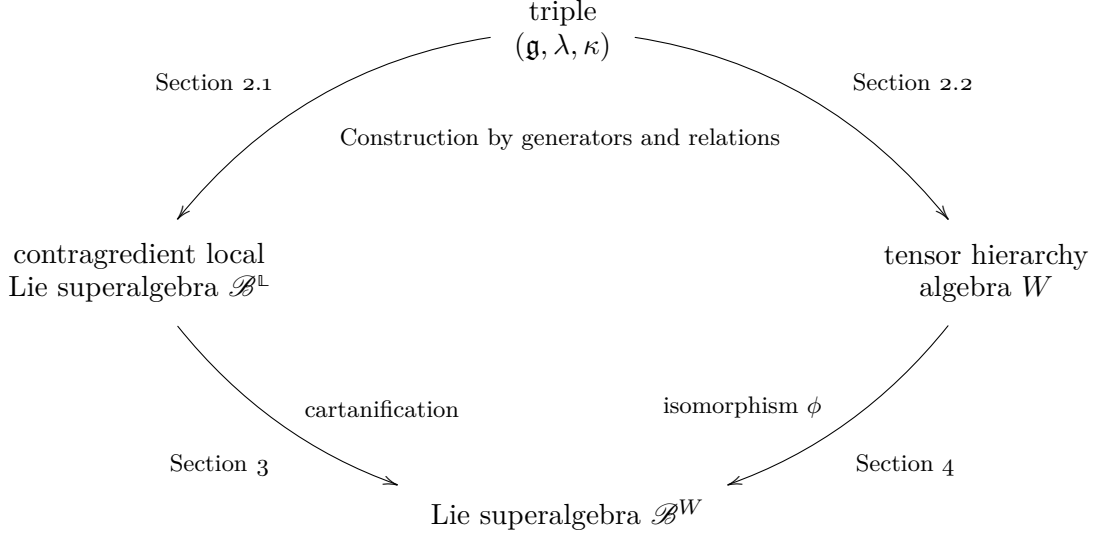 triple
(𝔤, λ, κ)
Section 2.1
Section 2.2
Construction by generators and relations
contragredient local
Lie superalgebra ℬ^𝕃
tensor hierarchy
algebra W
cartanification
isomorphism ϕ
Section 3
Section 4
Lie superalgebra ℬ^W